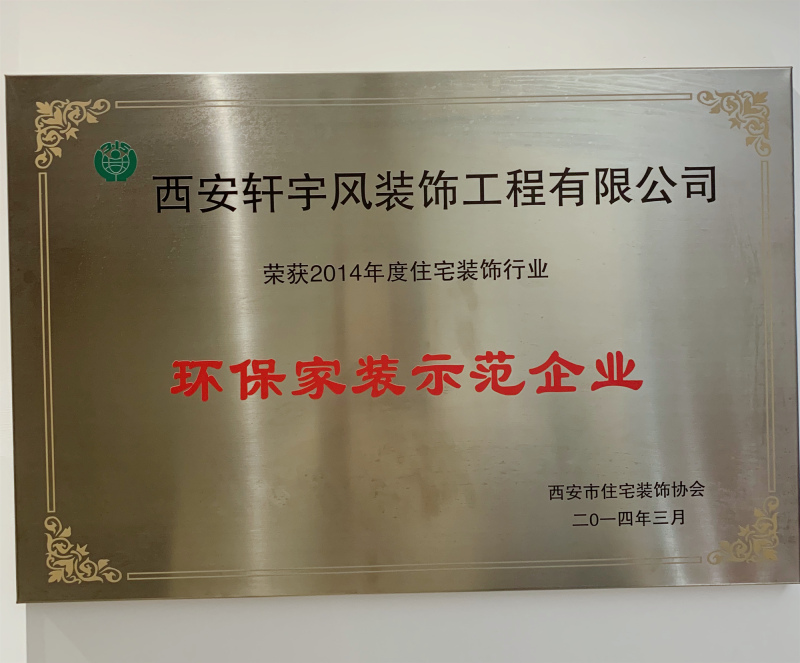 西安轩宇风装饰工程有限公司
荣获2014年度住宅装饰行业
环保家装示范企业
西安市住宅装饰协会
二0一四年三月